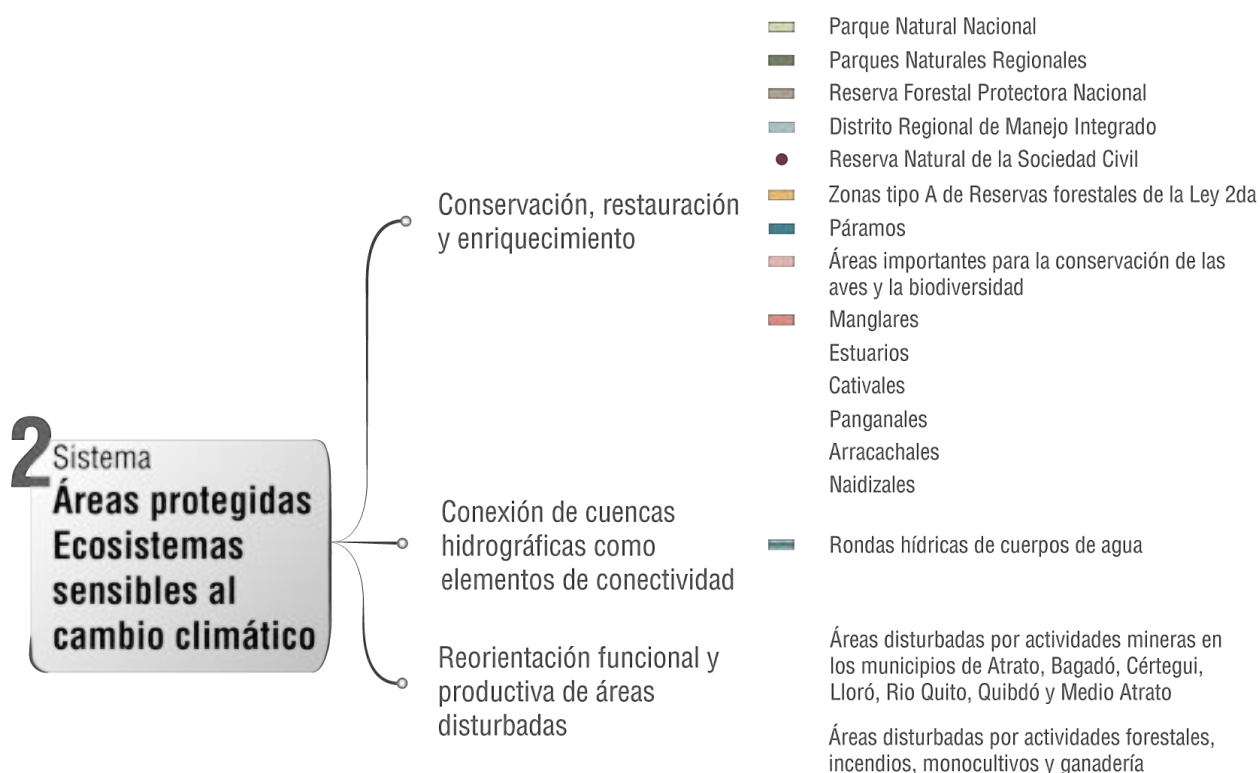 2
Sistema
Áreas protegidas
Ecosistemas
sensibles al
cambio climático
Conservación, restauración
y enriquecimiento
Parque Natural Nacional
Parques Naturales Regionales
Reserva Forestal Protectora Nacional
Distrito Regional de Manejo Integrado
Reserva Natural de la Sociedad Civil
Zonas tipo A de Reservas forestales de la Ley 2da
Páramos
Áreas importantes para la conservación de las
aves y la biodiversidad
Manglares
Estuarios
Cativales
Panganales
Arracachales
Naidizales
Conexión de cuencas
hidrográficas como
elementos de conectividad
Rondas hídricas de cuerpos de agua
Reorientación funcional y
productiva de áreas
disturbadas
Áreas disturbadas por actividades mineras en
los municipios de Atrato, Bagadó, Cértegui,
Lloró, Rio Quito, Quibdó y Medio Atrato
Áreas disturbadas por actividades forestales,
incendios, monocultivos y ganadería